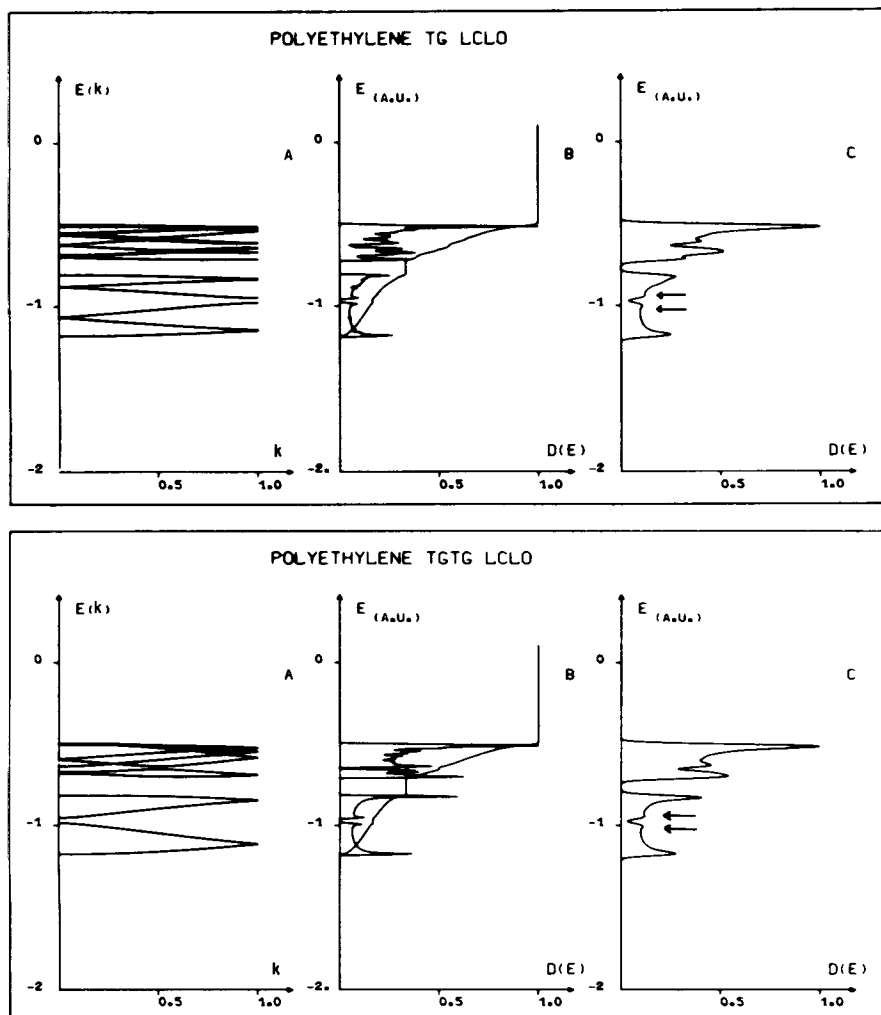 POLYETHYLENE TG LCLO
E(k)
E (A.U.)
E (A.U.)
0
0
0
A
B
C
-1
-1
-1
k
D(E)
D(E)
-2
-2.
-2
0.5
1.0
0.5
1.0
0.5
1.0
POLYETHYLENE TGTG LCLO
E(k)
E (A.U.)
E (A.U.)
0
0
0
A
B
C
-1
-1
-1
k
D(E)
D(E)
-2
-2.
-2
0.5
1.0
0.5
1.0
0.5
1.0